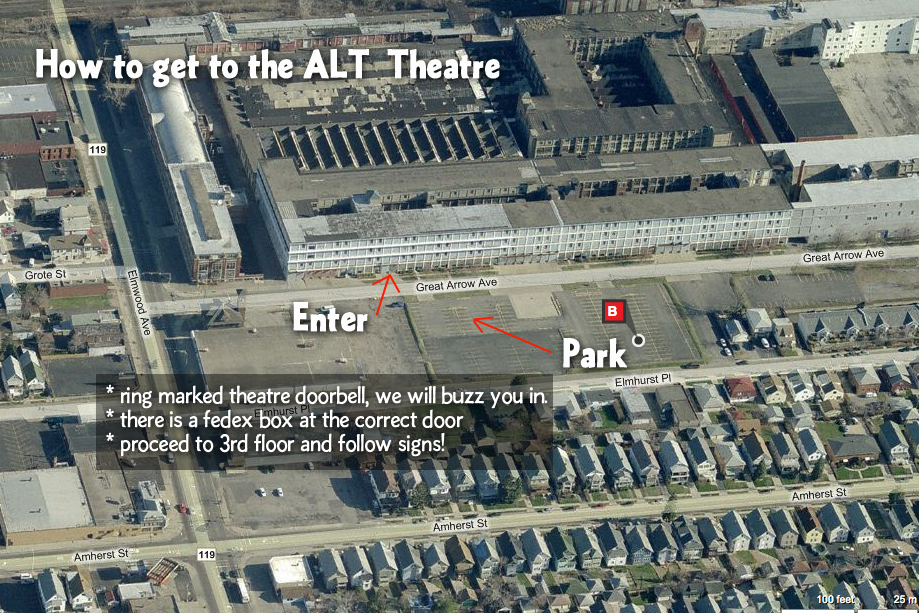 How to get to the ALT Theatre
119
Grote St
Elmwood Ave
Great Arrow Ave
Great Arrow Ave
Enter
B
Park
Elmhurst Pl
* ring marked theatre doorbell, we will buzz you in.
Elmhurst Pl
* there is a fedex box at the correct door
* proceed to 3rd floor and follow signs!
Amherst St
Amherst St
Amherst St
119
100 feet
25 m